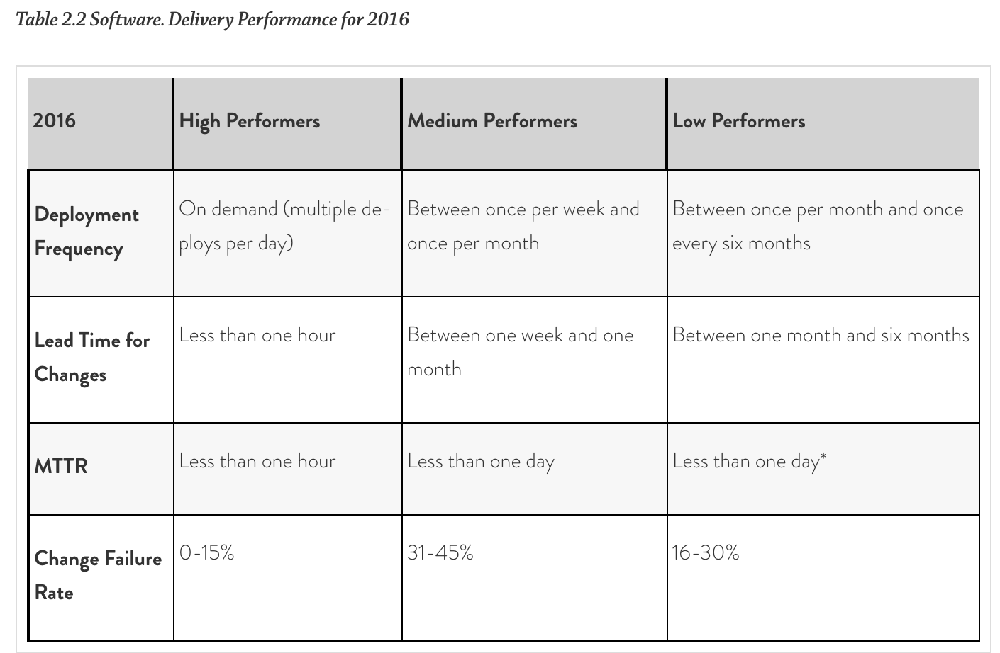 Table 2.2 Software. Delivery Performance for 2016
2016 High Performers Medium Performers Low Performers
Deployment
Frequency
On demand (multiple de-
ploys per day)
Between once per week and
once per month
Between once per month and once
every six months
Lead Time for
Changes
Less than one hour
Between one week and one
month
Between one month and six months
MTTR
Less than one hour
Less than one day
Less than one day*
Change Failure
Rate
0-15%
31-45%
16-30%